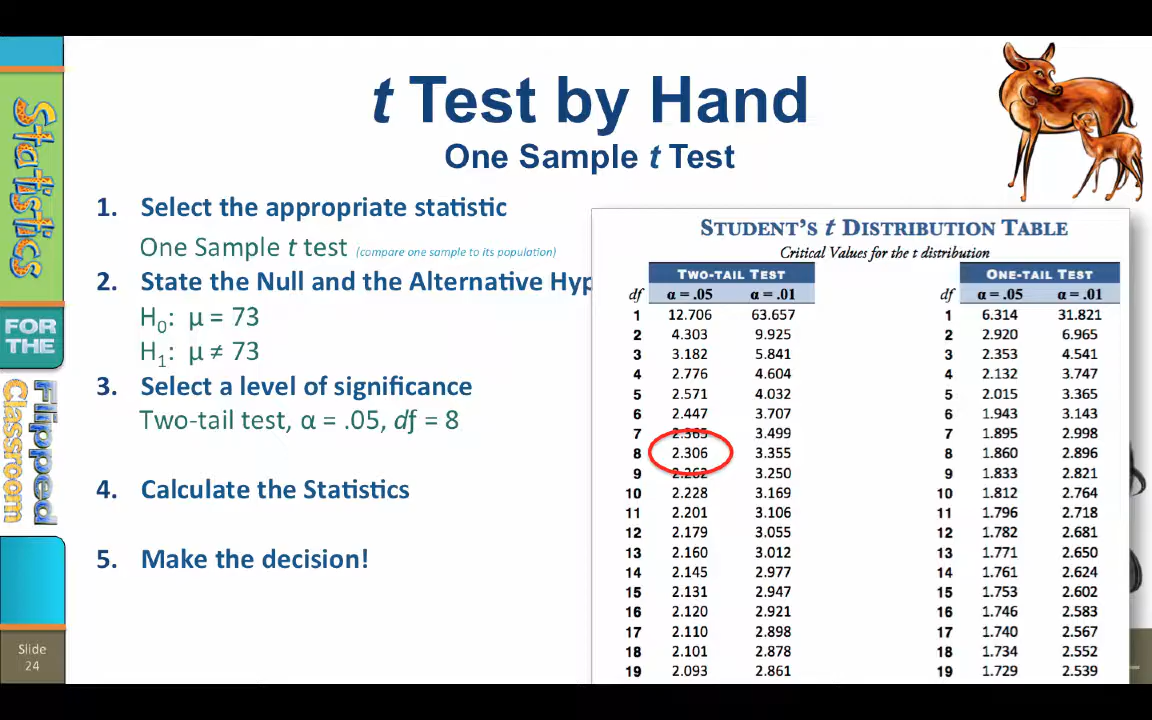 t Test by Hand
One Sample t Test
1. Select the appropriate statistic
One Sample t test (compare one sample to its population)
2. State the Null and the Alternative Hyp
H0: μ = 73
H1: μ ≠ 73
3. Select a level of significance
Two-tail test, α = .05, df = 8
4. Calculate the Statistics
5. Make the decision!
STUDENT'S t DISTRIBUTION TABLE
Critical Values for the t distribution
TWO-TAIL TEST ONE-TAIL TEST
df α = .05 α = .01 df α = .05 α = .01
1 12.706 63.657 1 6.314 31.821
2 4.303 9.925 2 2.920 6.965
3 3.182 5.841 3 2.353 4.541
4 2.776 4.604 4 2.132 3.747
5 2.571 4.032 5 2.015 3.365
6 2.447 3.707 6 1.943 3.143
7 2.365 3.499 7 1.895 2.998
8 2.306 3.355 8 1.860 2.896
9 2.262 3.250 9 1.833 2.821
10 2.228 3.169 10 1.812 2.764
11 2.201 3.106 11 1.796 2.718
12 2.179 3.055 12 1.782 2.681
13 2.160 3.012 13 1.771 2.650
14 2.145 2.977 14 1.761 2.624
15 2.131 2.947 15 1.753 2.602
16 2.120 2.921 16 1.746 2.583
17 2.110 2.898 17 1.740 2.567
18 2.101 2.878 18 1.734 2.552
19 2.093 2.861 19 1.729 2.539
Statistics
FOR
THE
Flipped
Classroom
Slide
24